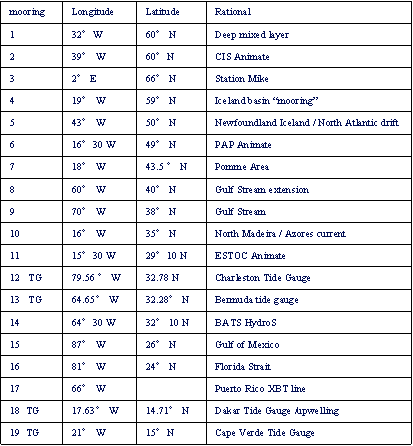 mooring Longitude Latitude Rational
1 32° W 60° N Deep mixed layer
2 39° W 60° N CIS Animate
3 2° E 66° N Station Mike
4 19° W 59° N Iceland basin “mooring”
5 43° W 50° N Newfoundland Iceland / North Atlantic drift
6 16° 30 W 49° N PAP Animate
7 18° W 43.5 ° N Pomme Area
8 60° W 40° N Gulf Stream extension
9 70° W 38° N Gulf Stream
10 16° W 35° N North Madeira / Azores current
11 15° 30 W 29° 10 N ESTOC Animate
12 TG 79.56 ° W 32.78 N Charleston Tide Gauge
13 TG 64.65° W 32.28° N Bermuda tide gauge
14 64° 30 W 32° 10 N BATS HydroS
15 87° W 26° N Gulf of Mexico
16 81° W 24° N Florida Strait
17 66° W Puerto Rico XBT line
18 TG 17.63° W 14.71° N Dakar Tide Gauge /upwelling
19 TG 21° W 15° N Cape Verde Tide Gauge